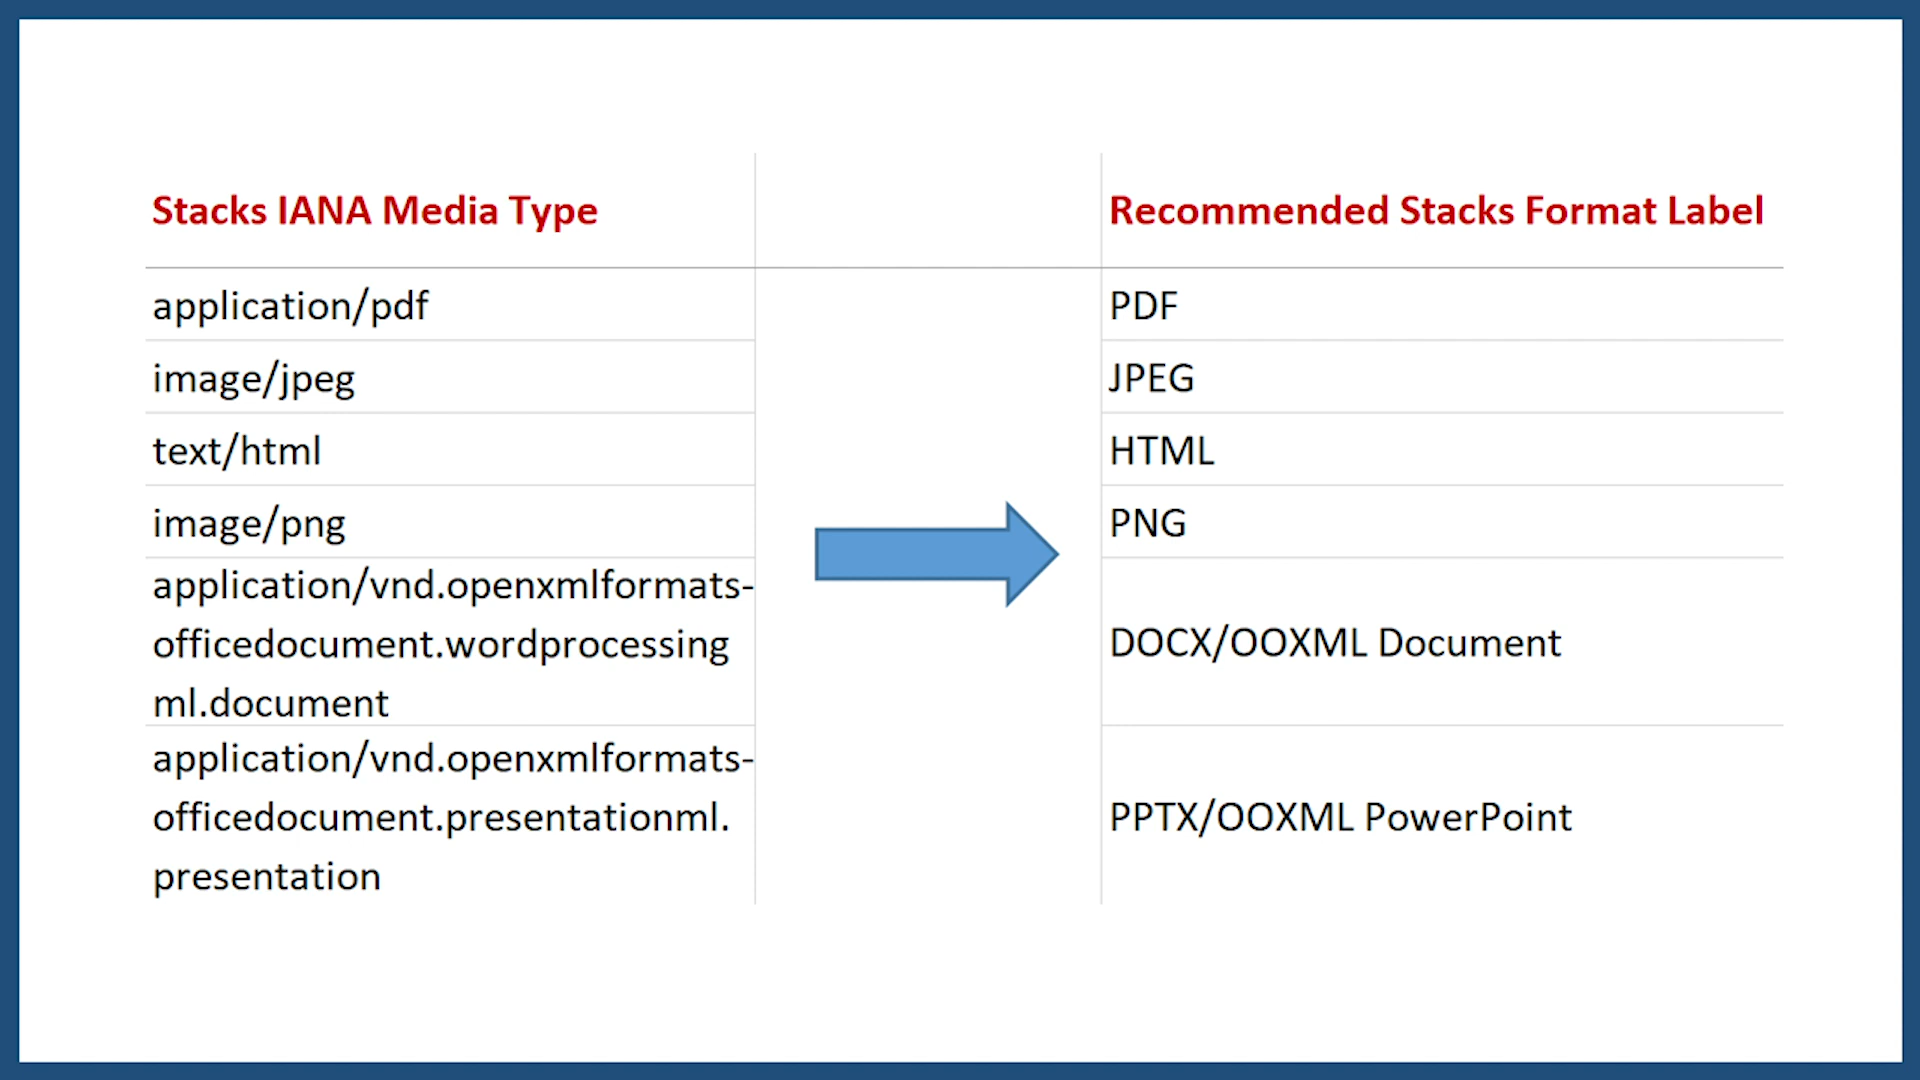 Stacks IANA Media Type Recommended Stacks Format Label
application/pdf PDF
image/jpeg JPEG
text/html HTML
image/png PNG
application/vnd.openxmlformats-
officedocument.wordprocessing DOCX/OOXML Document
ml.document
application/vnd.openxmlformats-
officedocument.presentationml. PPTX/OOXML PowerPoint
presentation